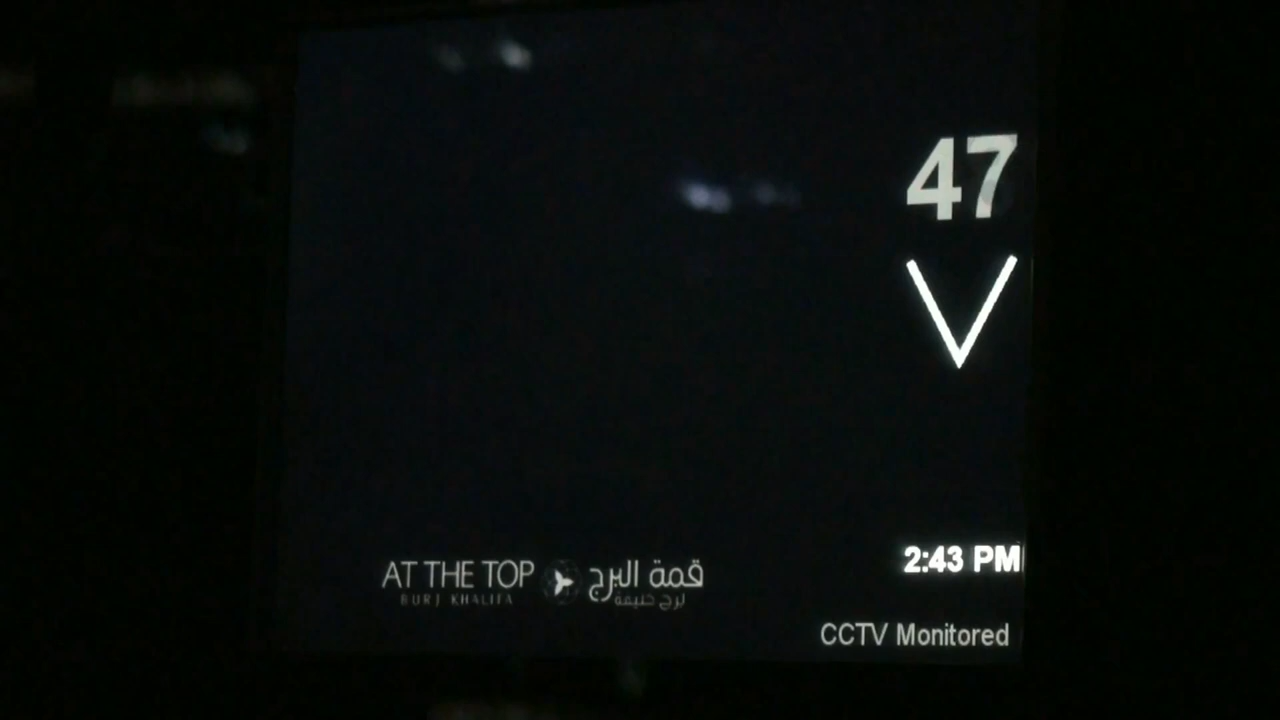 47
2:43 PM
AT THE TOP قمة البرج
BURJ KHALIFA برج خليفة
CCTV Monitored